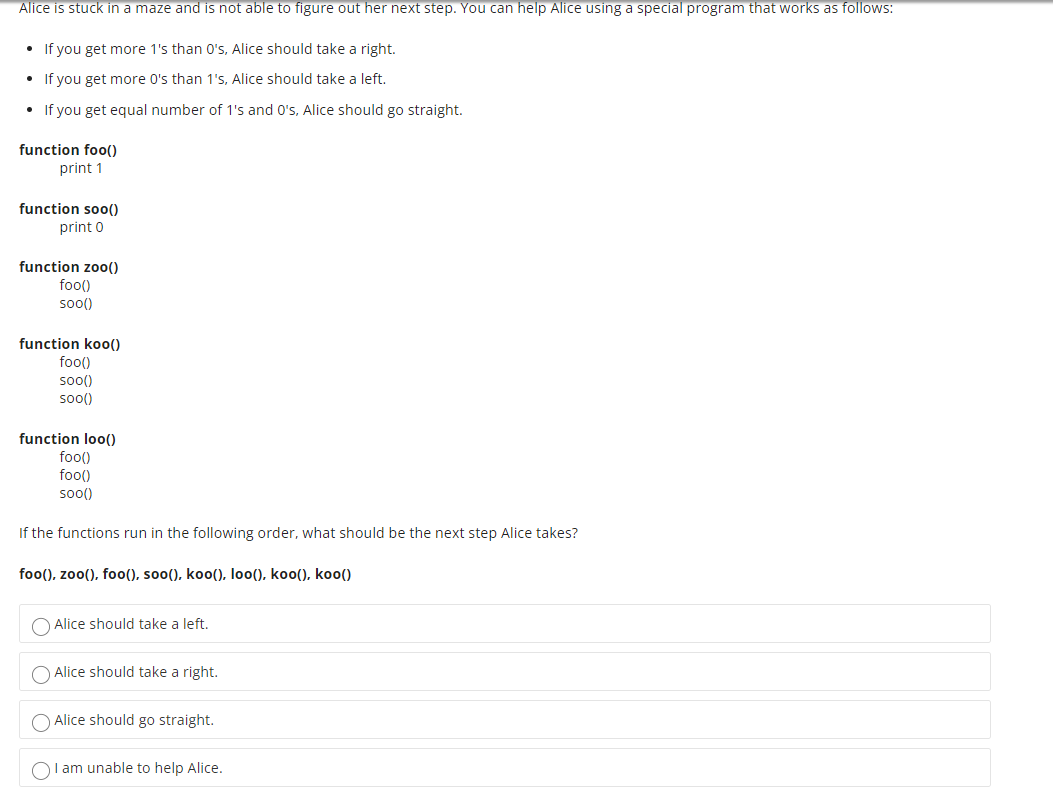 Alice is stuck in a maze and is not able to figure out her next step. You can help Alice using a special program that works as follows:
• If you get more 1's than 0's, Alice should take a right.
• If you get more 0's than 1's, Alice should take a left.
• If you get equal number of 1's and 0's, Alice should go straight.
function foo()
print 1
function soo()
print 0
function zoo()
foo()
soo()
function koo()
foo()
soo()
soo()
function loo()
foo()
foo()
soo()
If the functions run in the following order, what should be the next step Alice takes?
foo(), zoo(), foo(), soo(), koo(), loo(), koo(), koo()
Alice should take a left.
Alice should take a right.
Alice should go straight.
I am unable to help Alice.